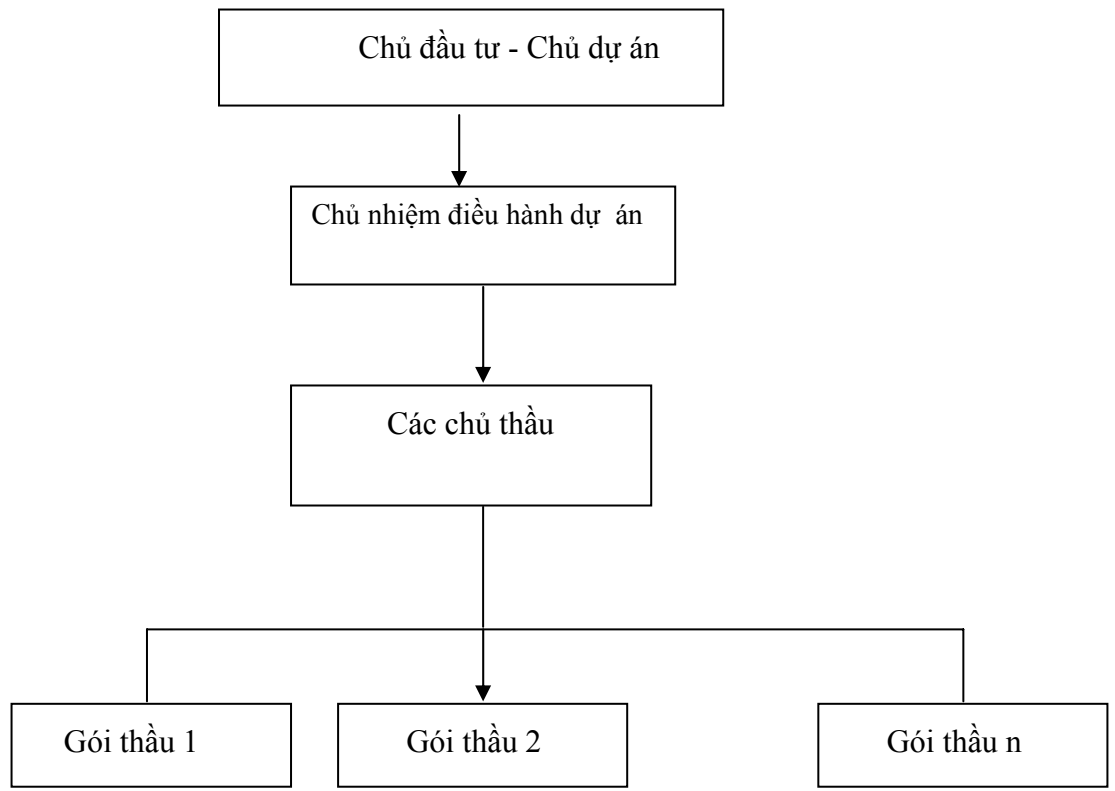 Chủ đầu tư - Chủ dự án
Chủ nhiệm điều hành dự án
Các chủ thầu
Gói thầu 1
Gói thầu 2
Gói thầu n